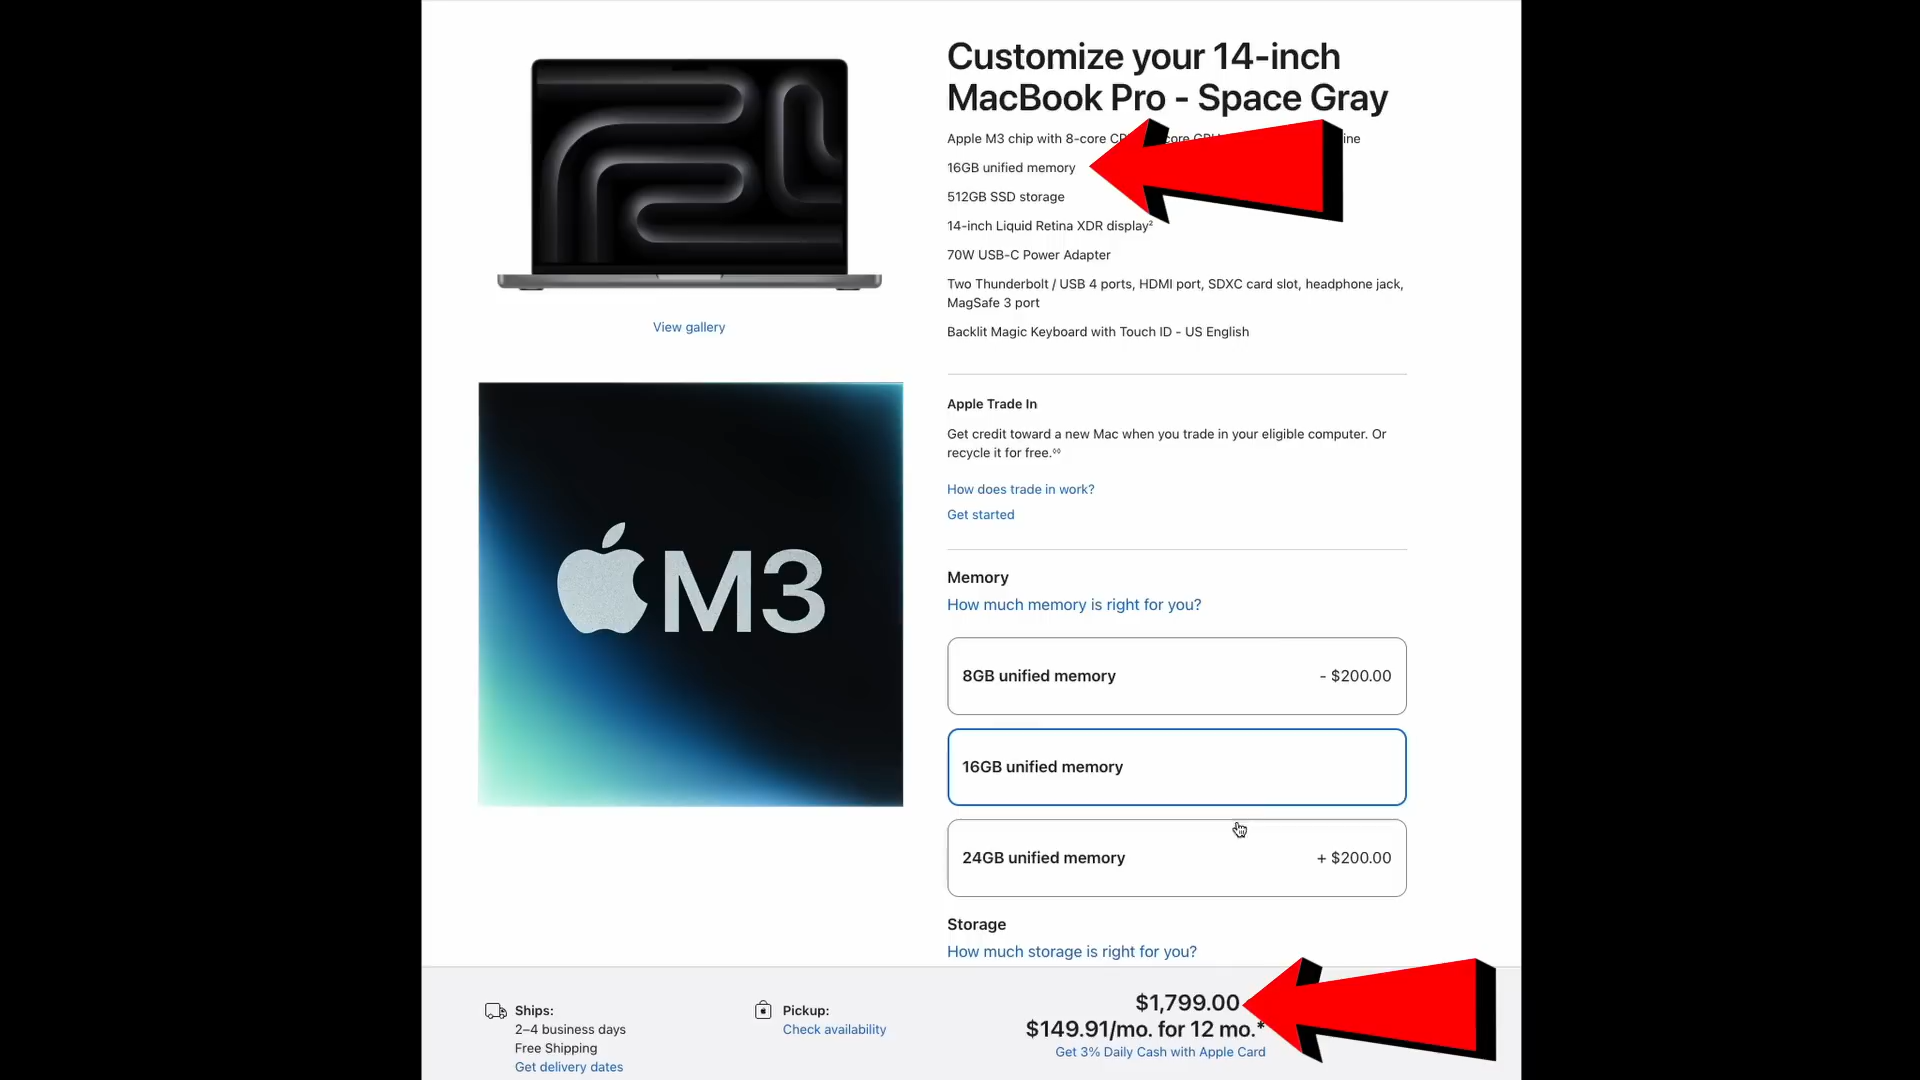 Customize your 14-inch
MacBook Pro - Space Gray
Apple M3 chip with 8-core core ine
16GB unified memory
512GB SSD storage
14-inch Liquid Retina XDR display²
70W USB-C Power Adapter
Two Thunderbolt / USB 4 ports, HDMI port, SDXC card slot, headphone jack,
MagSafe 3 port
Backlit Magic Keyboard with Touch ID - US English
View gallery
M3
Apple Trade In
Get credit toward a new Mac when you trade in your eligible computer. Or
recycle it for free.◊◊
How does trade in work?
Get started
Memory
How much memory is right for you?
8GB unified memory - $200.00
16GB unified memory
24GB unified memory + $200.00
Storage
How much storage is right for you?
Ships:
2–4 business days
Free Shipping
Get delivery dates
Pickup:
Check availability
$1,799.00
$149.91/mo. for 12 mo.*
Get 3% Daily Cash with Apple Card